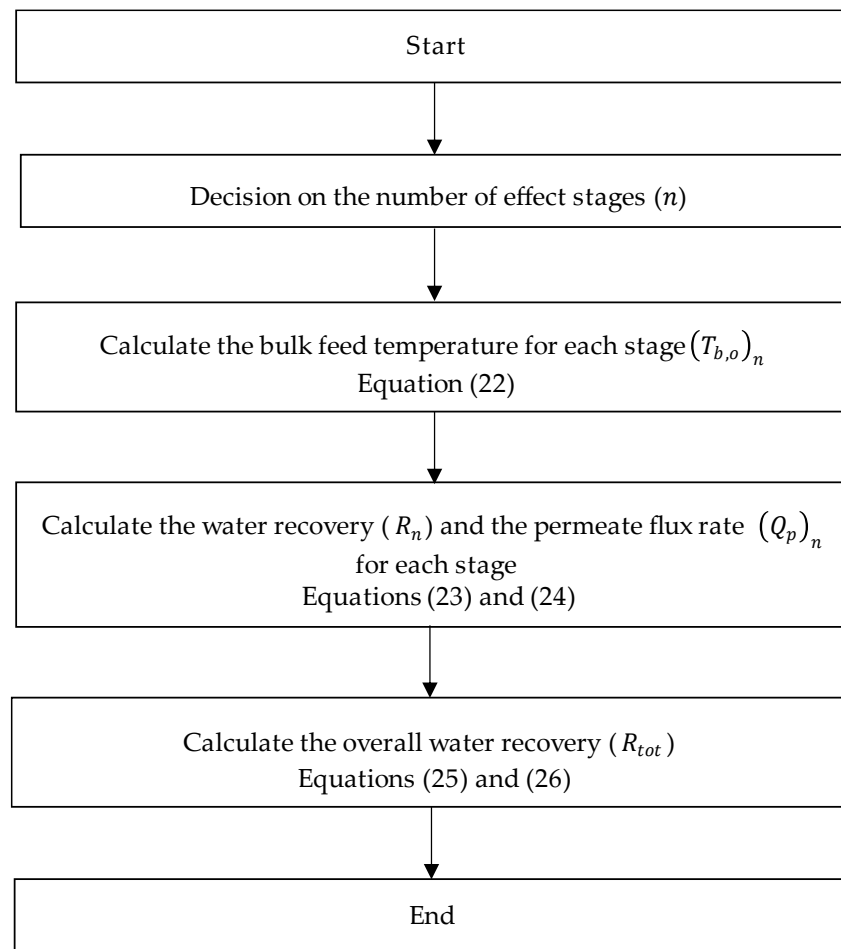 Start
Decision on the number of effect stages (n)
Calculate the bulk feed temperature for each stage (T_{b,o})_n
Equation (22)
Calculate the water recovery ( R_n) and the permeate flux rate (Q_p)_n
for each stage
Equations (23) and (24)
Calculate the overall water recovery ( R_{tot})
Equations (25) and (26)
End